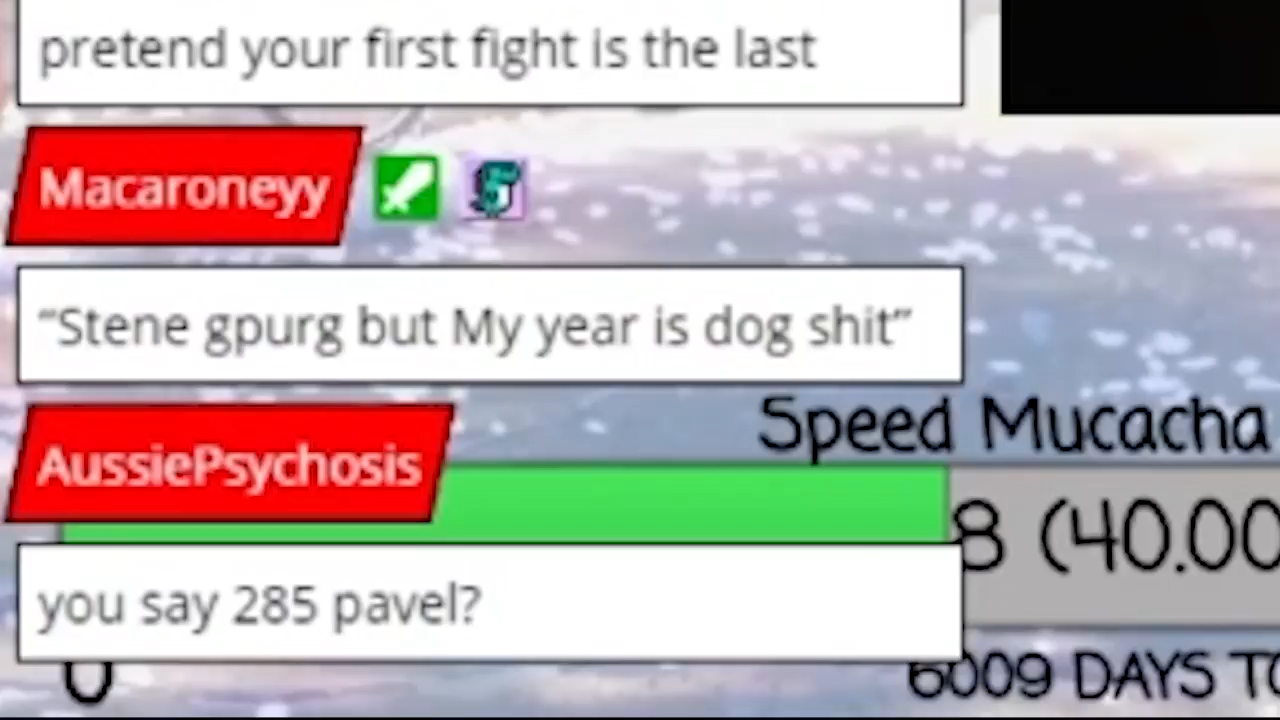 pretend your first fight is the last
Macaroneyy
“Stene gpurg but My year is dog shit”
Speed Mucacha
AussiePsychosis
8 (40.00
you say 285 pavel?
0
6009 DAYS TO